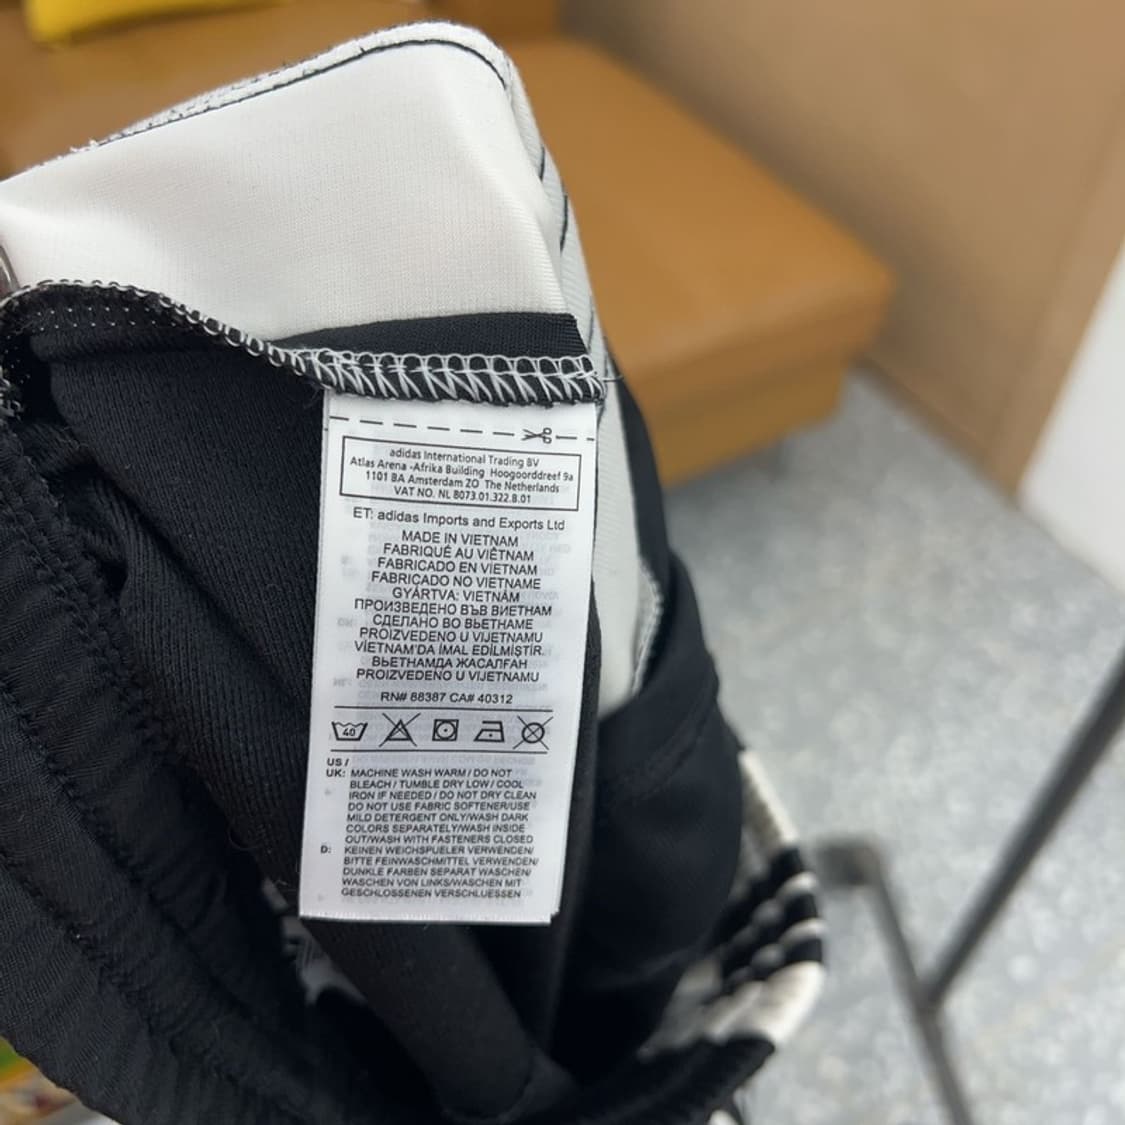 adidas International Trading BV
Atlas Arena -Afrika Building Hoogoorddreef 9a
1101 BA Amsterdam ZO The Netherlands
VAT NO. NL 8073.01.322.B.01
ET: adidas Imports and Exports Ltd
MADE IN VIETNAM
FABRIQUÉ AU VIÊTNAM
FABRICADO EN VIETNAM
FABRICADO NO VIETNAME
GYÁRTVA: VIETNÁM
ПРОИЗВЕДЕНО ВЪВ ВИЕТНАМ
СДЕЛАНО ВО ВЬЕТНАМЕ
PROIZVEDENO U VIJETNAMU
VİETNAM'DA İMAL EDİLMİŞTİR.
ВЬЕТНАМДА ЖАСАЛҒАН
PROIZVEDENO U VIJETNAMU
RN# 88387 CA# 40312
40
US /
UK: MACHINE WASH WARM / DO NOT
BLEACH / TUMBLE DRY LOW / COOL
IRON IF NEEDED / DO NOT DRY CLEAN
DO NOT USE FABRIC SOFTENER/USE
MILD DETERGENT ONLY/WASH DARK
COLORS SEPARATELY/WASH INSIDE
OUT/WASH WITH FASTENERS CLOSED
D: KEINEN WEICHSPUELER VERWENDEN/
BITTE FEINWASCHMITTEL VERWENDEN/
DUNKLE FARBEN SEPARAT WASCHEN/
WASCHEN VON LINKS/WASCHEN MIT
GESCHLOSSENEN VERSCHLUESSEN